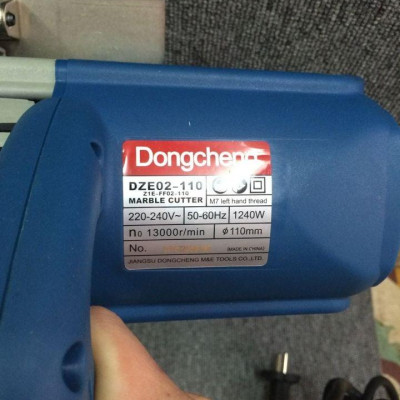 Dongcheng
DZE02-110
Z1E-FF02-110
MARBLE CUTTER
M7 left hand thread
220-240V~ 50-60Hz 1240W
n0 13000r/min ϕ110mm
No. (MADE IN CHINA)
JIANGSU DONGCHENG M&E TOOLS CO.,LTD.